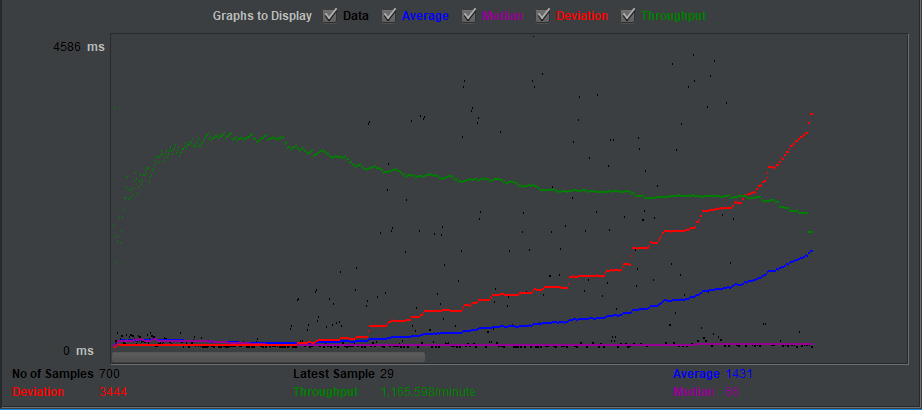 Graphs to Display Data Average Median Deviation Throughput
4586 ms
0 ms
No of Samples 700 Latest Sample 29 Average 1431
Deviation 3444 Throughput 1,165.598/minute Median